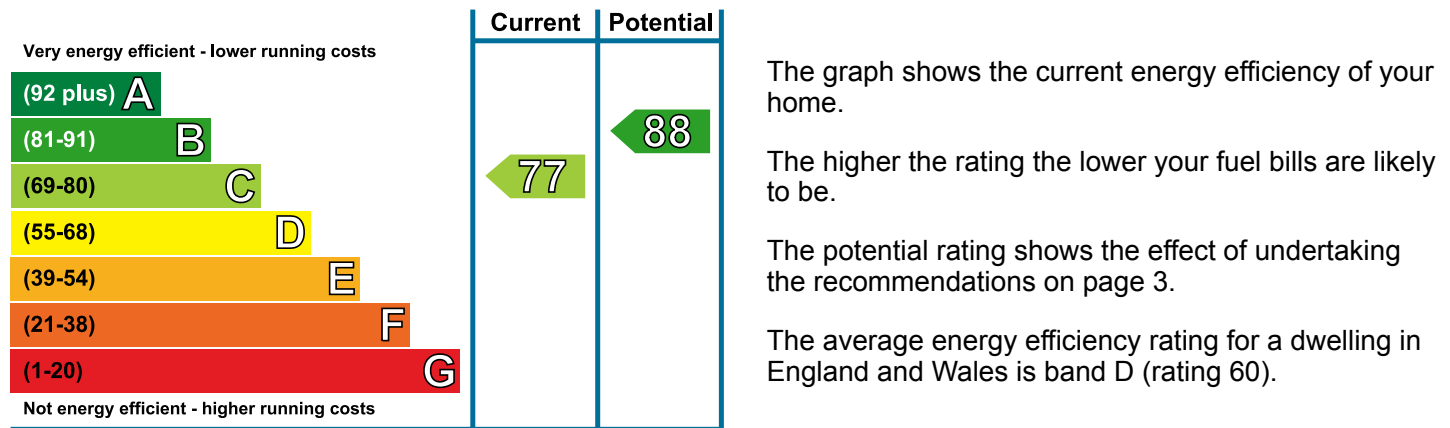 Current Potential
Very energy efficient - lower running costs
(92 plus) A
(81-91) B
(69-80) C
(55-68) D
(39-54) E
(21-38) F
(1-20) G
Not energy efficient - higher running costs
77
88
The graph shows the current energy efficiency of your
home.
The higher the rating the lower your fuel bills are likely
to be.
The potential rating shows the effect of undertaking
the recommendations on page 3.
The average energy efficiency rating for a dwelling in
England and Wales is band D (rating 60).